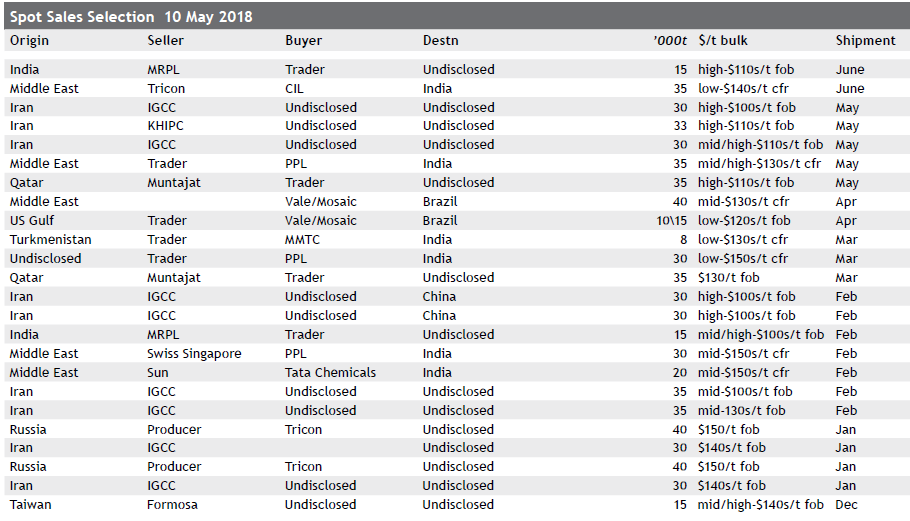 Spot Sales Selection 10 May 2018
Origin Seller Buyer Destn '000t $/t bulk Shipment
India MRPL Trader Undisclosed 15 high-$110s/t fob June
Middle East Tricon CIL India 35 low-$140s/t cfr June
Iran IGCC Undisclosed Undisclosed 30 high-$100s/t fob May
Iran KHIPC Undisclosed Undisclosed 33 high-$110s/t fob May
Iran IGCC Undisclosed Undisclosed 30 mid/high-$110s/t fob May
Middle East Trader PPL India 35 mid/high-$130s/t cfr May
Qatar Muntajat Trader Undisclosed 35 high-$110s/t fob May
Middle East Vale/Mosaic Brazil 40 mid-$130s/t cfr Apr
US Gulf Trader Vale/Mosaic Brazil 10\15 low-$120s/t fob Apr
Turkmenistan Trader MMTC India 8 low-$130s/t cfr Mar
Undisclosed Trader PPL India 30 low-$150s/t cfr Mar
Qatar Muntajat Trader Undisclosed 35 $130/t fob Mar
Iran IGCC Undisclosed China 30 high-$100s/t fob Feb
Iran IGCC Undisclosed China 30 high-$100s/t fob Feb
India MRPL Trader Undisclosed 15 mid/high-$100s/t fob Feb
Middle East Swiss Singapore PPL India 30 mid-$150s/t cfr Feb
Middle East Sun Tata Chemicals India 20 mid-$150s/t cfr Feb
Iran IGCC Undisclosed Undisclosed 35 mid-$100s/t fob Feb
Iran IGCC Undisclosed Undisclosed 35 mid-130s/t fob Feb
Russia Producer Tricon Undisclosed 40 $150/t fob Jan
Iran IGCC Undisclosed 30 $140s/t fob Jan
Russia Producer Tricon Undisclosed 40 $150/t fob Jan
Iran IGCC Undisclosed Undisclosed 30 $140s/t fob Jan
Taiwan Formosa Undisclosed Undisclosed 15 mid/high-$140s/t fob Dec